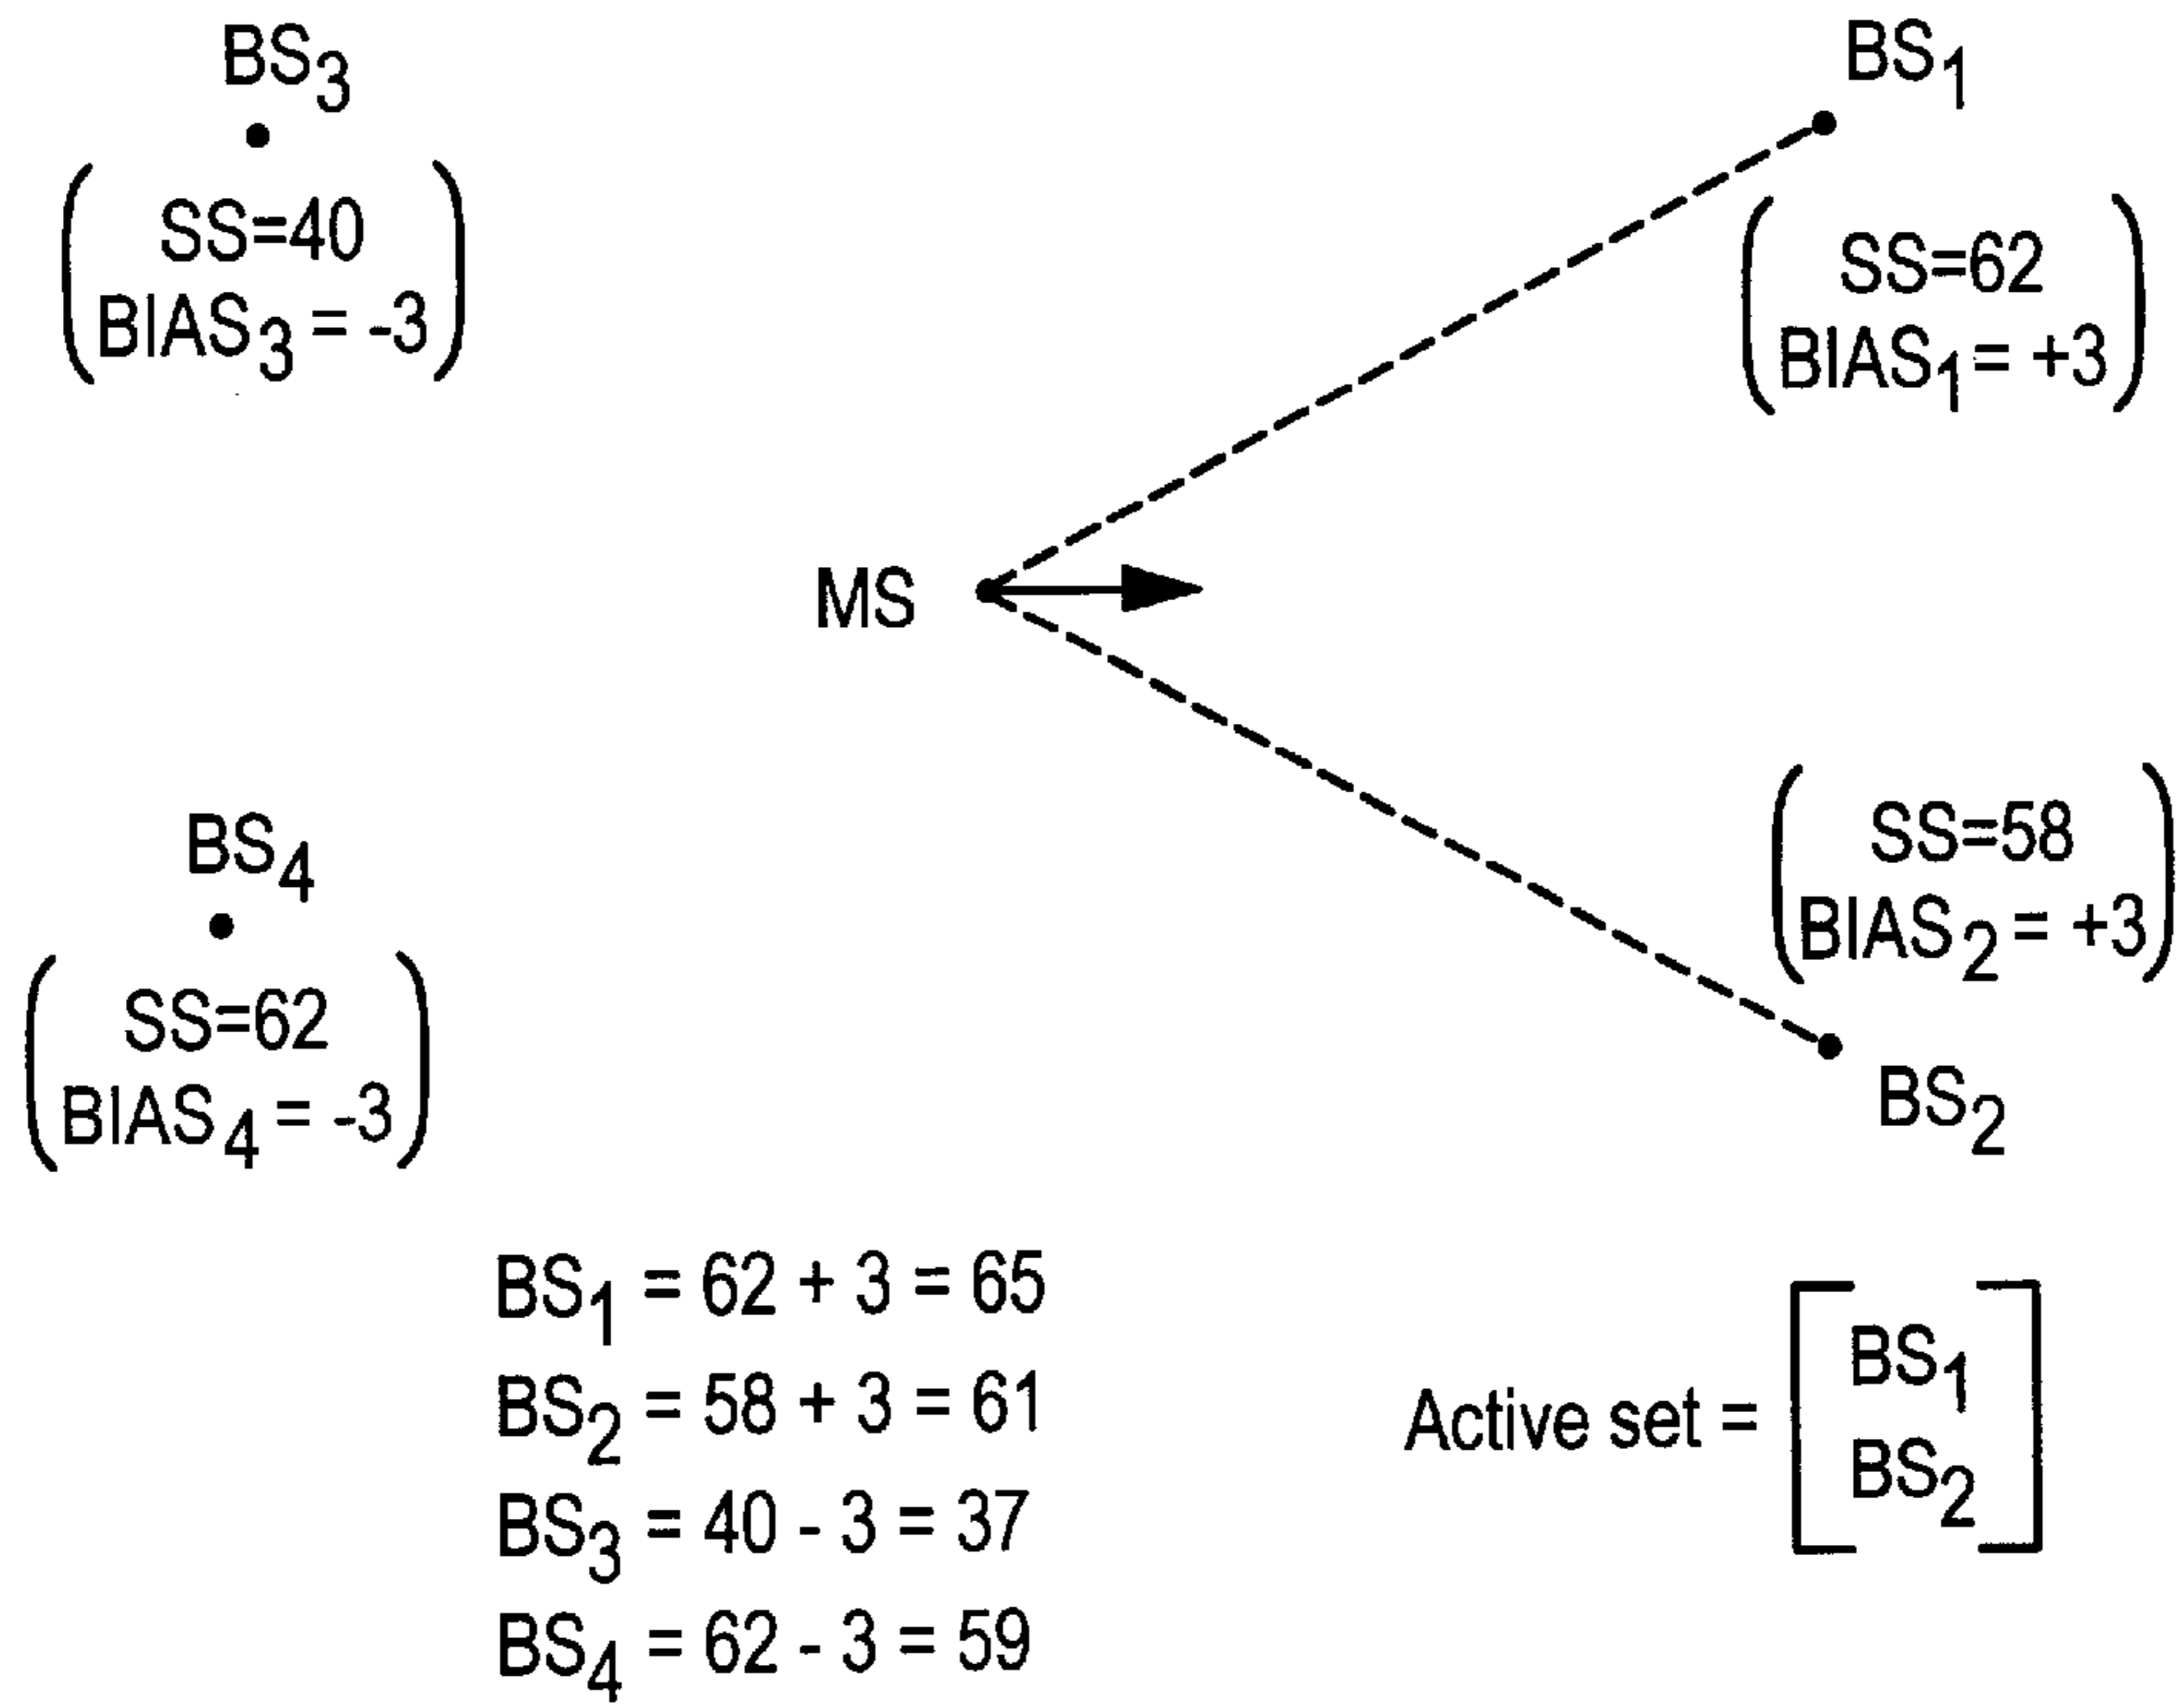 BS3
SS=40
BIAS3 = -3
BS1
SS=62
BIAS1 = +3
MS
BS4
SS=62
BIAS4 = -3
SS=58
BIAS2 = +3
BS2
BS1 = 62 + 3 = 65
BS2 = 58 + 3 = 61
BS3 = 40 - 3 = 37
BS4 = 62 - 3 = 59
Active set =
BS1
BS2